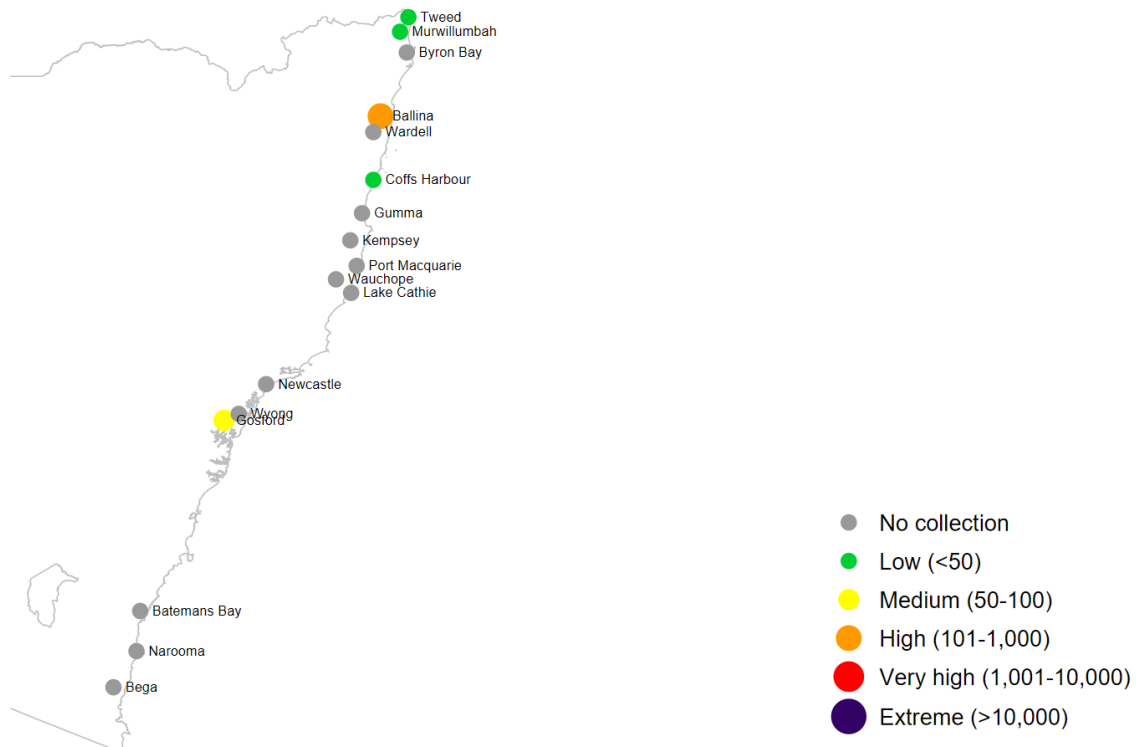 Tweed
Murwillumbah
Byron Bay
Ballina
Wardell
Coffs Harbour
Gumma
Kempsey
Port Macquarie
Wauchope
Lake Cathie
Newcastle
Wyong
Gosford
Batemans Bay
Narooma
Bega
No collection
Low (<50)
Medium (50-100)
High (101-1,000)
Very high (1,001-10,000)
Extreme (>10,000)